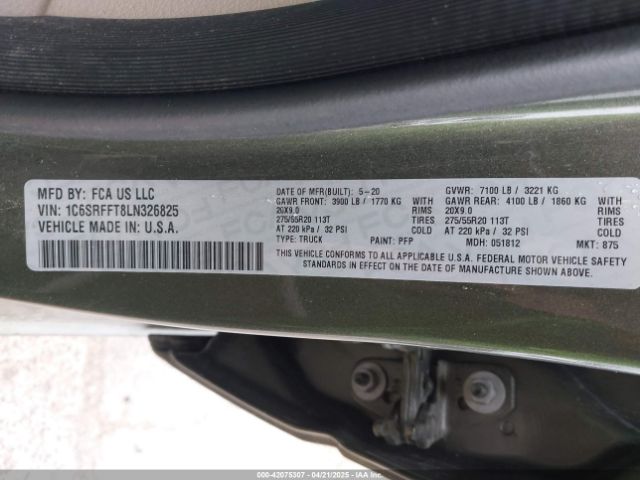 MFD BY: FCA US LLC
VIN: 1C6SRFFT8LN326825
VEHICLE MADE IN U.S.A.
DATE OF MFR(BUILT): 5-20 GVWR: 7100 LB / 3221 KG
GAWR FRONT: 3900 LB / 1770 KG WITH GAWR REAR: 4100 LB / 1860 KG WITH
20X9.0 RIMS 20X9.0 RIMS
275/55R20 113T TIRES 275/55R20 113T TIRES
AT 220 kPa / 32 PSI COLD AT 220 kPa / 32 PSI COLD
TYPE: TRUCK PAINT: PFP MDH: 051812 MKT: 875
THIS VEHICLE CONFORMS TO ALL APPLICABLE U.S.A. FEDERAL MOTOR VEHICLE SAFETY
STANDARDS IN EFFECT ON THE DATE OF MANUFACTURE SHOWN ABOVE.
000-42075307 - 04/21/2025 - IAA Inc.